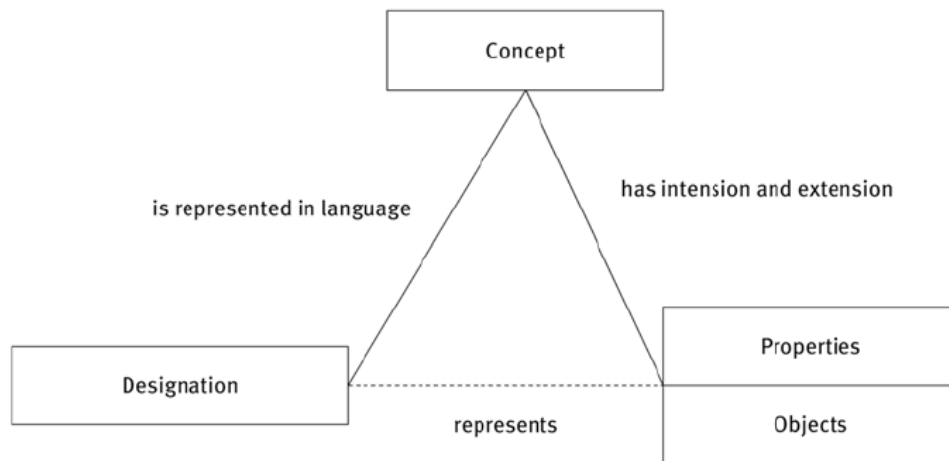 Concept
is represented in language
has intension and extension
Properties
Designation
represents
Objects